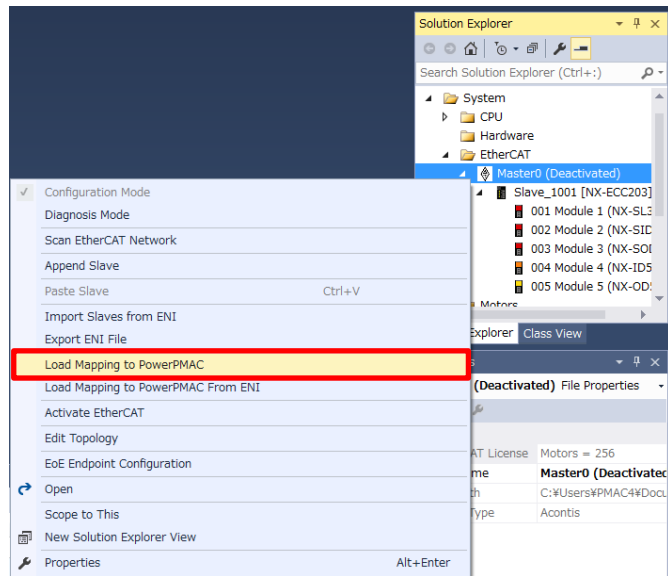 Solution Explorer
Search Solution Explorer (Ctrl+:)
System
CPU
Hardware
EtherCAT
Master0 (Deactivated)
Slave_1001 [NX-ECC203]
001 Module 1 (NX-SL3
002 Module 2 (NX-SID
003 Module 3 (NX-SO
004 Module 4 (NX-ID5
005 Module 5 (NX-OD5
Motors
Explorer Class View
(Deactivated) File Properties
AT License Motors = 256
me Master0 (Deactivated
th C:¥Users¥PMAC4¥Docu
Type Acontis
Configuration Mode
Diagnosis Mode
Scan EtherCAT Network
Append Slave
Paste Slave Ctrl+V
Import Slaves from ENI
Export ENI File
Load Mapping to PowerPMAC
Load Mapping to PowerPMAC From ENI
Activate EtherCAT
Edit Topology
EoE Endpoint Configuration
Open
Scope to This
New Solution Explorer View
Properties Alt+Enter